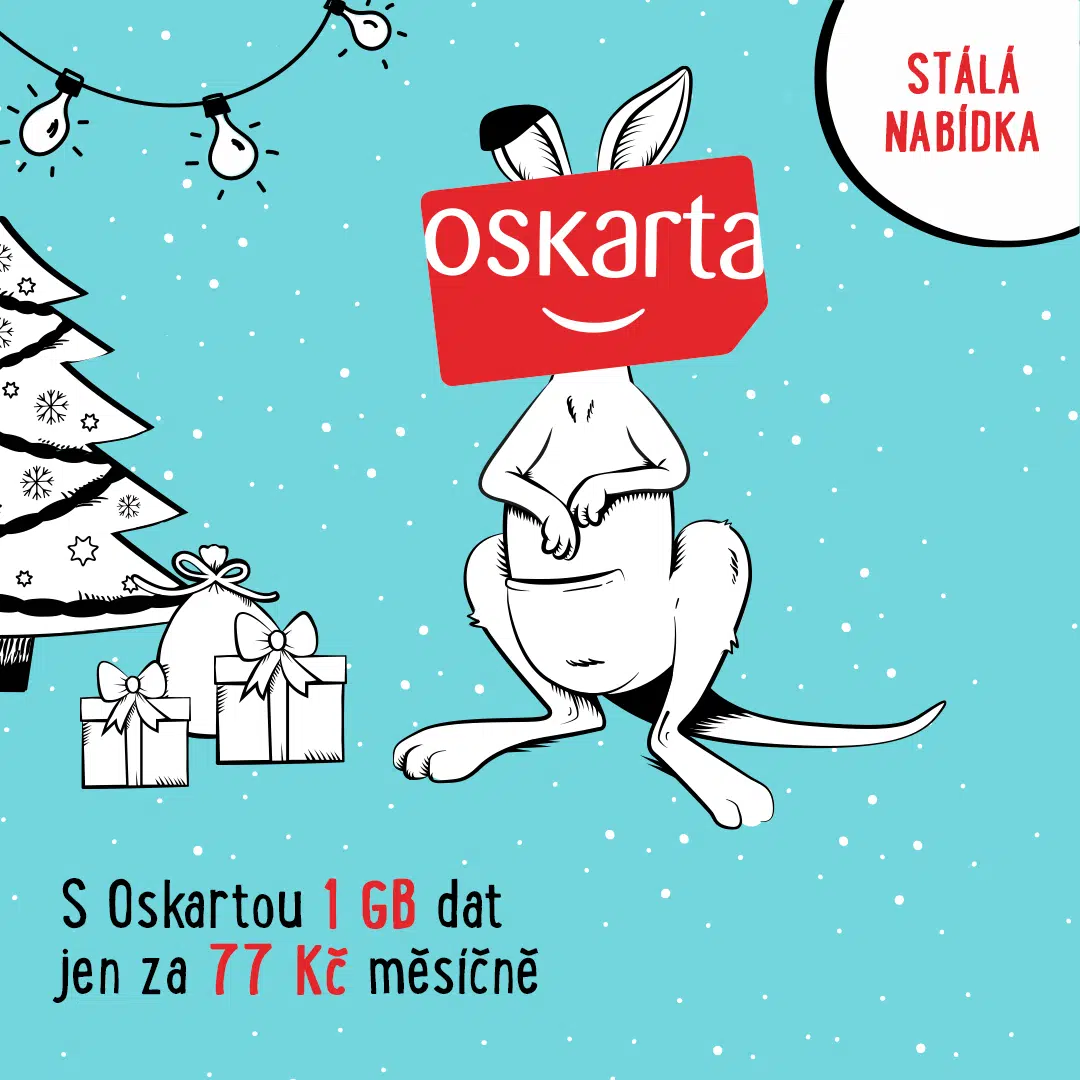 STÁLÁ
NABÍDKA
oskarta
S Oskartou 1 GB dat
jen za 77 Kč měsíčně